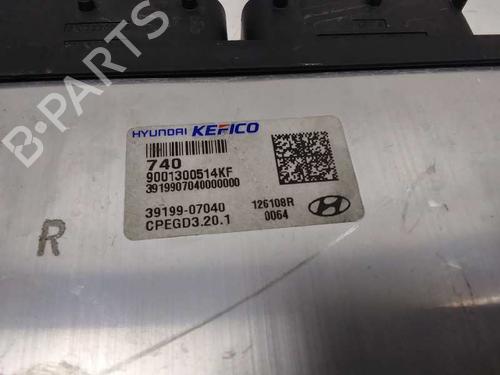 B-PARTS
HYUNDAI KEFICO
740
9001300514KF
3919907040000000
39199-07040 126108R
CPEGD3.20.1 0064
R